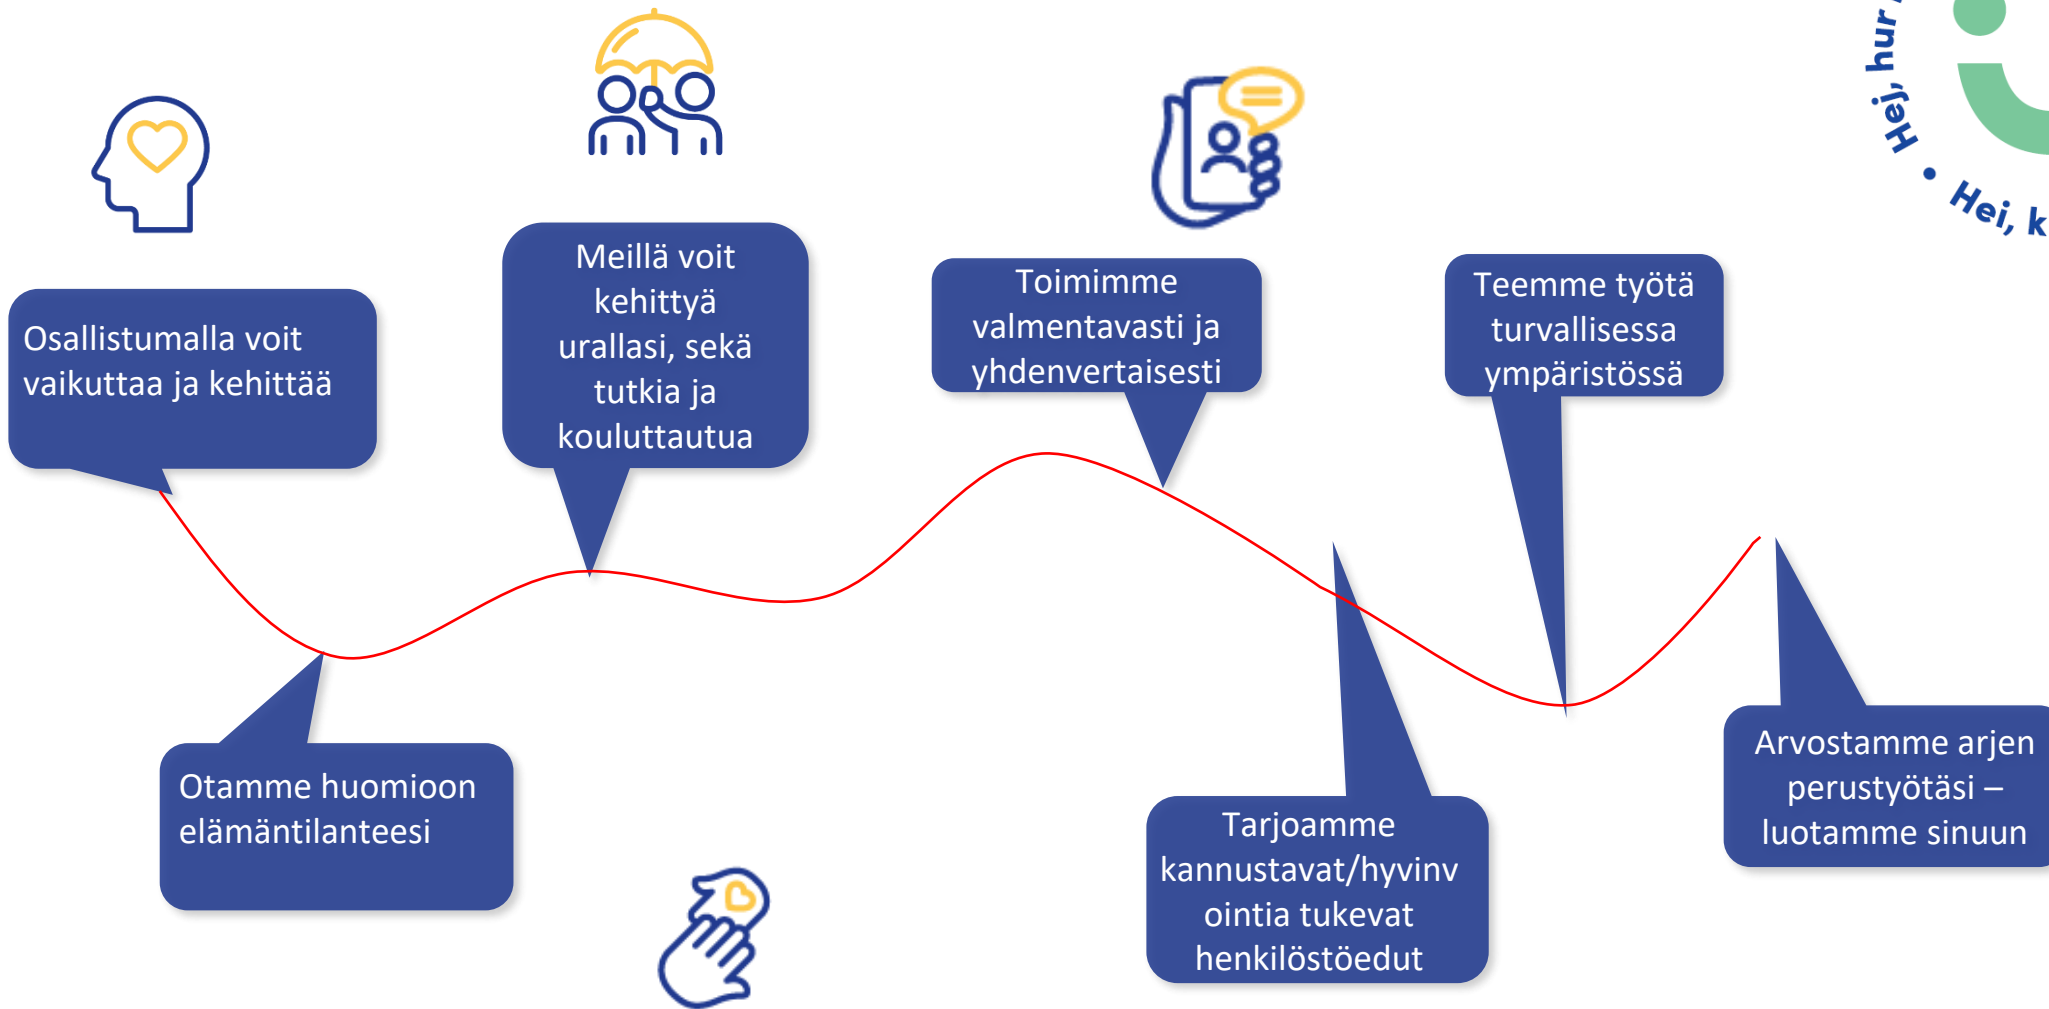 Hej, hur
• Hei, k
Osallistumalla voit
vaikuttaa ja kehittää
Meillä voit
kehittyä
urallasi, sekä
tutkia ja
kouluttautua
Toimimme
valmentavasti ja
yhdenvertaisesti
Teemme työtä
turvallisessa
ympäristössä
Otamme huomioon
elämäntilanteesi
Tarjoamme
kannustavat/hyvinv
ointia tukevat
henkilöstöedut
Arvostamme arjen
perustyötäsi –
luotamme sinuun